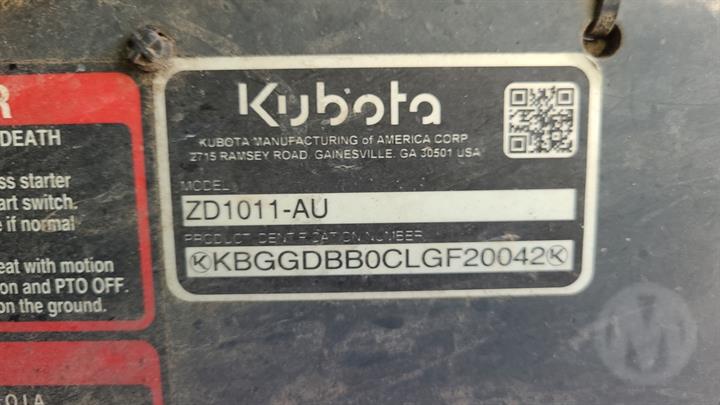 R
DEATH
ss starter
art switch.
e if normal
eat with motion
on and PTO OFF.
on the ground.
Kubota
KUBOTA MANUFACTURING of AMERICA CORP.
2715 RAMSEY ROAD, GAINESVILLE, GA 30501 USA
MODEL
ZD1011-AU
PRODUCT IDENTIFICATION NUMBER
KBGGDBB0CLGF20042
M